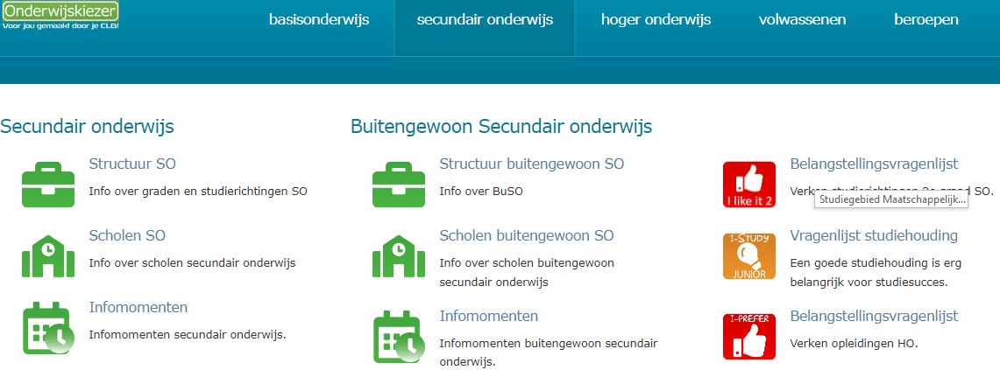 Onderwijskiezer
Voor jou gemaakt door je CLB!
basisonderwijs
secundair onderwijs
hoger onderwijs
volwassenen
beroepen
Secundair onderwijs
Structuur SO
Info over graden en studierichtingen SO
Scholen SO
Info over scholen secundair onderwijs
Infomomenten
Infomomenten secundair onderwijs.
Buitengewoon Secundair onderwijs
Structuur buitengewoon SO
Info over BuSO
Scholen buitengewoon SO
Info over scholen buitengewoon
secundair onderwijs
Infomomenten
Infomomenten buitengewoon secundair
onderwijs.
I like it 2
Belangstellingsvragenlijst
Verken studierichtingen 2e graad SO.
Studiegebied Maatschappelijk...
I-STUDY
JUNIOR
Vragenlijst studiehouding
Een goede studiehouding is erg
belangrijk voor studiesucces.
I-PREFER
Belangstellingsvragenlijst
Verken opleidingen HO.